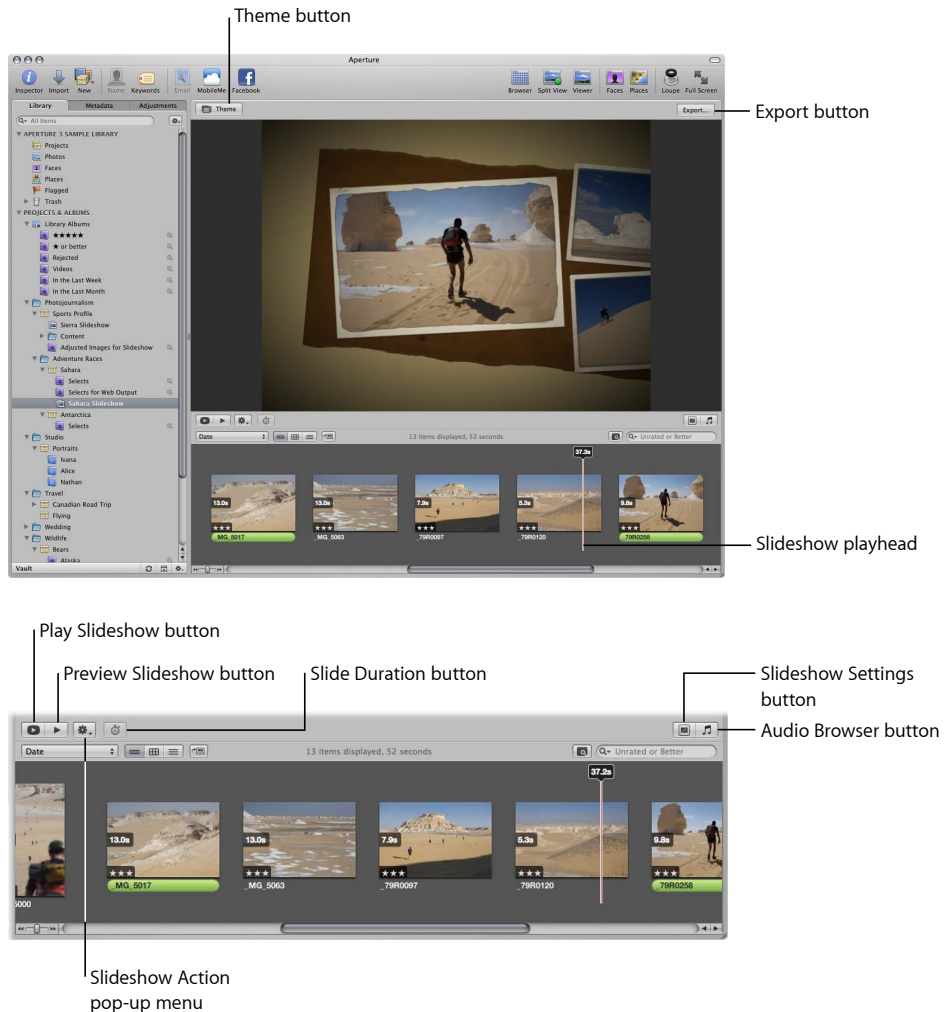 Theme button
Aperture
Inspector Import New Name Keywords Email MobileMe Facebook Browser Split View Viewer Faces Places Loupe Full Screen
Library Metadata Adjustments
Theme
Export...
Export button
All Items
APERTURE 3 SAMPLE LIBRARY
Projects
Photos
Faces
Places
Flagged
Trash
PROJECTS & ALBUMS
Library Albums
★★★★★
★ or better
Rejected
Videos
In the Last Week
In the Last Month
Photojournalism
Sports Profile
Sierra Slideshow
Content
Adjusted Images for Slideshow
Adventure Races
Sahara
Selects
Selects for Web Output
Sahara Slideshow
Antarctica
Selects
Studio
Portraits
Ivana
Alice
Nathan
Travel
Canadian Road Trip
Flying
Wedding
Wildlife
Bears
Alaska
Vault
Date
13 items displayed, 52 seconds
Unrated or Better
37.3s
13.0s 13.0s 7.9s 5.3s 9.8s
★★★ ★★★ ★★★ ★★★ ★★★
_MG_5017 _MG_5063 _79R0097 _79R0120 _79R0258
Slideshow playhead
Play Slideshow button
Preview Slideshow button
Slide Duration button
Slideshow Settings
button
Audio Browser button
Date
13 items displayed, 52 seconds
Unrated or Better
37.2s
13.0s 13.0s 7.9s 5.3s 9.8s
★★★ ★★★ ★★★ ★★★ ★★★
5000 _MG_5017 _MG_5063 _79R0097 _79R0120 _79R0258
Slideshow Action
pop-up menu